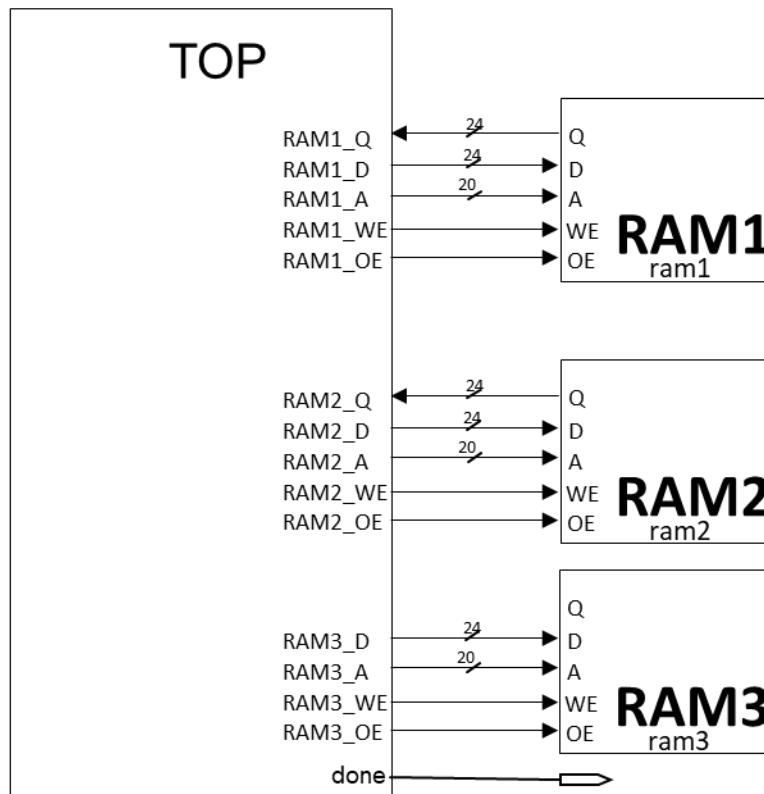 TOP
RAM1_Q 24 Q
RAM1_D 24 D
RAM1_A 20 A
RAM1_WE WE RAM1
RAM1_OE OE ram1
RAM2_Q 24 Q
RAM2_D 24 D
RAM2_A 20 A
RAM2_WE WE RAM2
RAM2_OE OE ram2
Q
RAM3_D 24 D
RAM3_A 20 A
RAM3_WE WE RAM3
RAM3_OE OE ram3
done